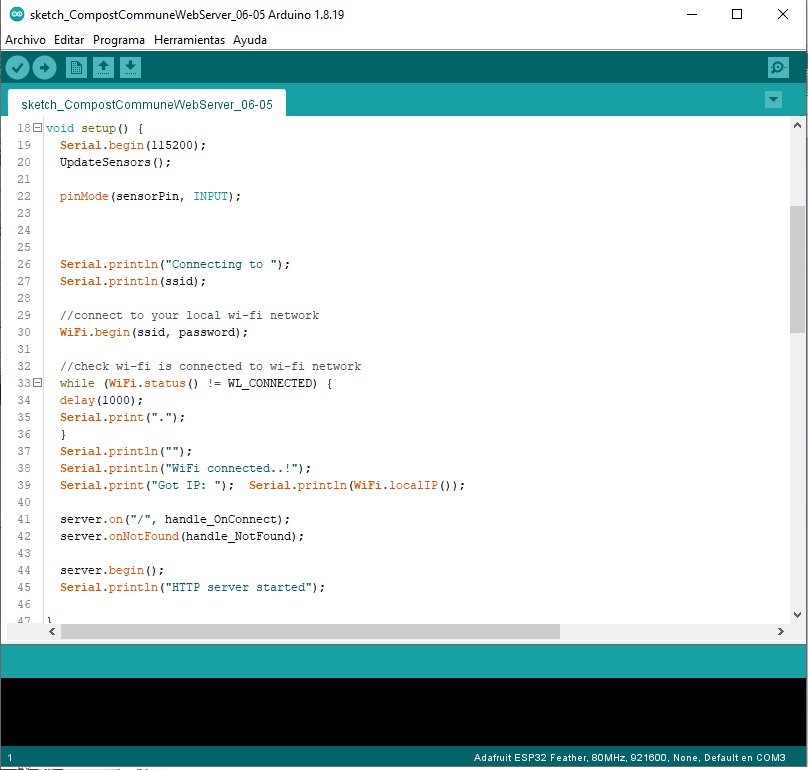 sketch_CompostCommuneWebServer_06-05 Arduino 1.8.19
Archivo Editar Programa Herramientas Ayuda
sketch_CompostCommuneWebServer_06-05
18 void setup() {
19 Serial.begin(115200);
20 UpdateSensors();
21
22 pinMode(sensorPin, INPUT);
23
24
25
26 Serial.println("Connecting to ");
27 Serial.println(ssid);
28
29 //connect to your local wi-fi network
30 WiFi.begin(ssid, password);
31
32 //check wi-fi is connected to wi-fi network
33 while (WiFi.status() != WL_CONNECTED) {
34 delay(1000);
35 Serial.print(".");
36 }
37 Serial.println("");
38 Serial.println("WiFi connected..!");
39 Serial.print("Got IP: ");  Serial.println(WiFi.localIP());
40
41 server.on("/", handle_OnConnect);
42 server.onNotFound(handle_NotFound);
43
44 server.begin();
45 Serial.println("HTTP server started");
46
47 }
1 Adafruit ESP32 Feather, 80MHz, 921600, None, Default en COM3